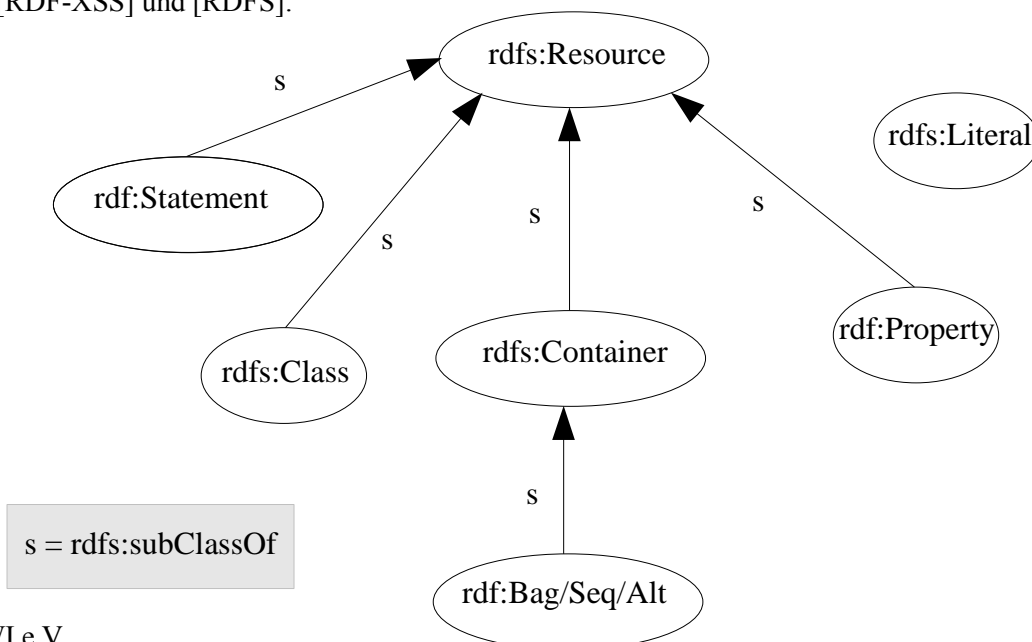 [RDF-XSS] und [RDFS].
rdfs:Resource
s
rdfs:Literal
rdf:Statement
s
s
s
rdf:Property
rdfs:Container
rdfs:Class
s
s = rdfs:subClassOf
rdf:Bag/Seq/Alt
e.V.